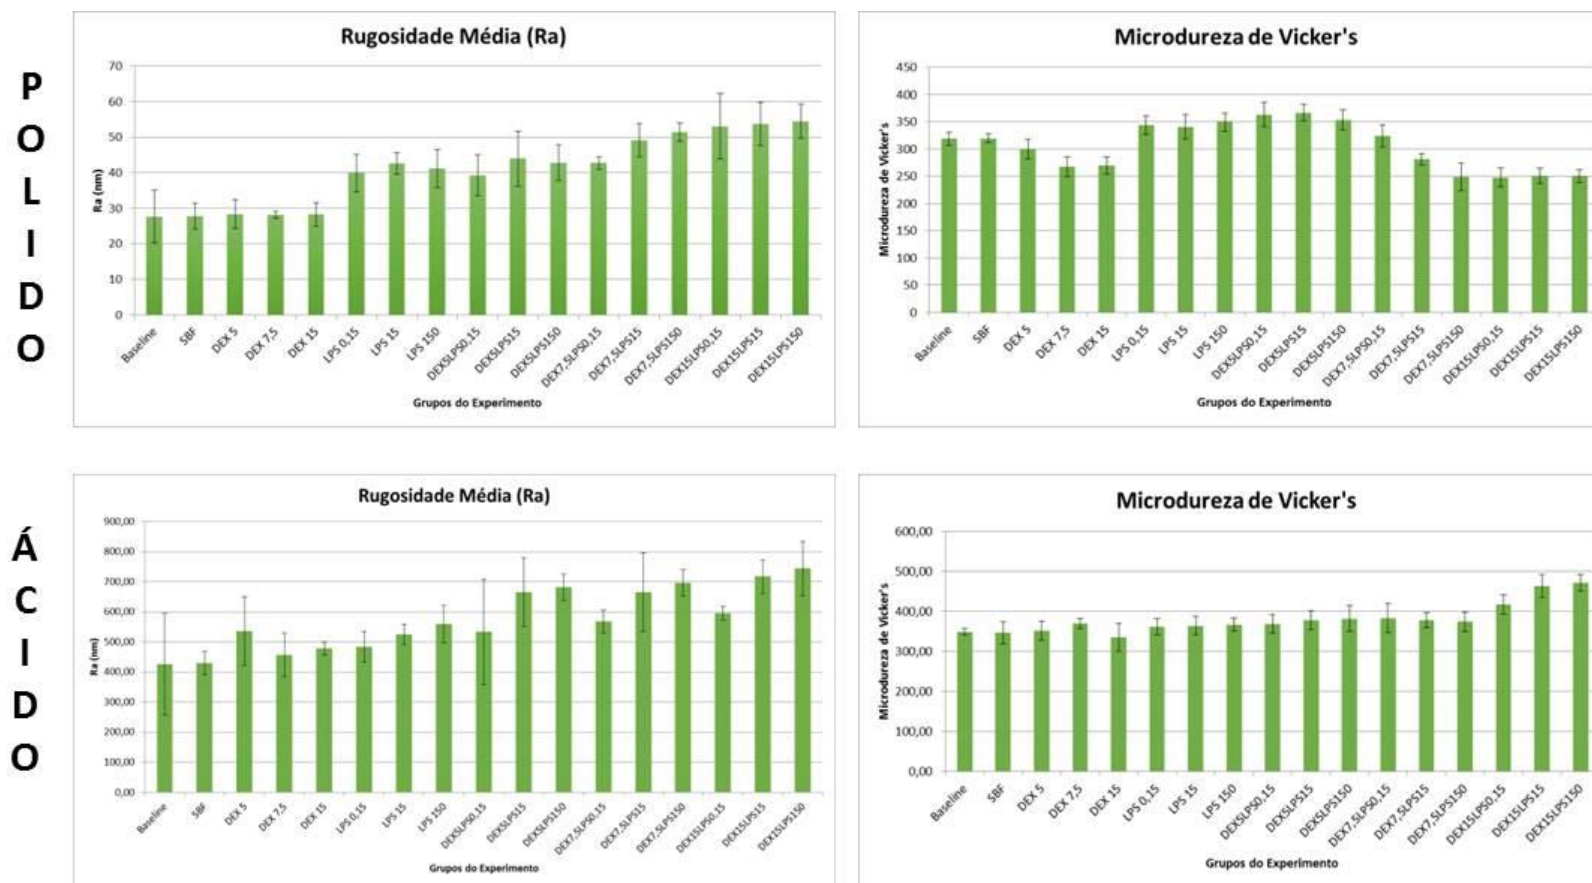 POLIDO
Rugosidade Média (Ra)
70
60
50
40
30
20
10
0
Ra (nm)
Baseline
SBF
DEX 5
DEX 7,5
DEX 15
LPS 0,15
LPS 15
LPS 150
DEX5LPS0,15
DEX5LPS15
DEX5LPS150
DEX7,5LPS0,15
DEX7,5LPS15
DEX7,5LPS150
DEX15LPS0,15
DEX15LPS15
DEX15LPS150
Grupos do Experimento
Microdureza de Vicker's
450
400
350
300
250
200
150
100
50
0
Microdureza de Vicker's
Baseline
SBF
DEX 5
DEX 7,5
DEX 15
LPS 0,15
LPS 15
LPS 150
DEX5LPS0,15
DEX5LPS15
DEX5LPS150
DEX7,5LPS0,15
DEX7,5LPS15
DEX7,5LPS150
DEX15LPS0,15
DEX15LPS15
DEX15LPS150
Grupos do Experimento
ÁCIDO
Rugosidade Média (Ra)
900,00
800,00
700,00
600,00
500,00
400,00
300,00
200,00
100,00
0,00
Ra (nm)
Baseline
SBF
DEX 5
DEX 7,5
DEX 15
LPS 0,15
LPS 15
LPS 150
DEX5LPS0,15
DEX5LPS15
DEX5LPS150
DEX7,5LPS0,15
DEX7,5LPS15
DEX7,5LPS150
DEX15LPS0,15
DEX15LPS15
DEX15LPS150
Grupos do Experimento
Microdureza de Vicker's
600,00
500,00
400,00
300,00
200,00
100,00
0,00
Microdureza de Vicker's
Baseline
SBF
DEX 5
DEX 7,5
DEX 15
LPS 0,15
LPS 15
LPS 150
DEX5LPS0,15
DEX5LPS15
DEX5LPS150
DEX7,5LPS0,15
DEX7,5LPS15
DEX7,5LPS150
DEX15LPS0,15
DEX15LPS15
DEX15LPS150
Grupos do Experimento